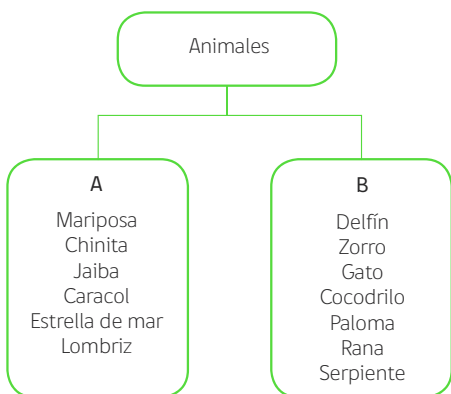 Animales
A
Mariposa
Chinita
Jaiba
Caracol
Estrella de mar
Lombriz
B
Delfín
Zorro
Gato
Cocodrilo
Paloma
Rana
Serpiente